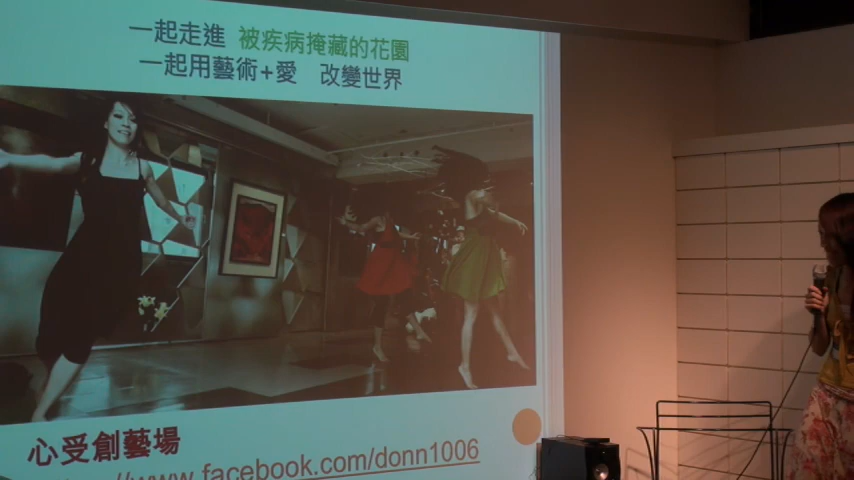 一起走進 被疾病掩藏的花園
一起用藝術+愛 改變世界
心受創藝場
//www.facebook.com/donn1006